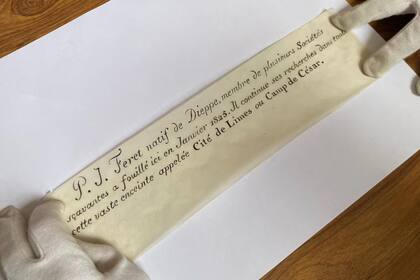 P. J. Feret natif de Dieppe, membre de plusieurs Sociétés
sçavantes a fouillé ici en Janvier 1825. Il continue ses recherches dans toute
cette vaste enceinte appelée Cité de Limes ou Camp de César.